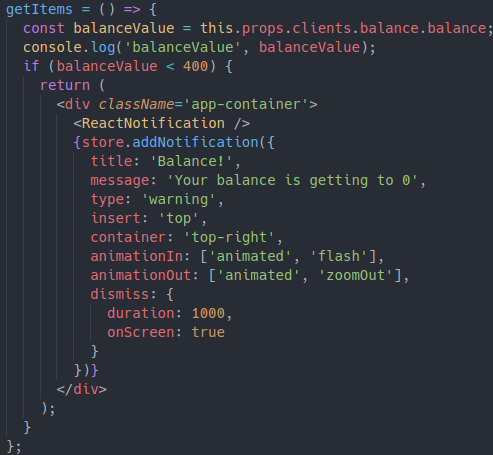 getItems = () => {
  const balanceValue = this.props.clients.balance.balance;
  console.log('balanceValue', balanceValue);
  if (balanceValue < 400) {
    return (
      <div className='app-container'>
        <ReactNotification />
        {store.addNotification({
          title: 'Balance!',
          message: 'Your balance is getting to 0',
          type: 'warning',
          insert: 'top',
          container: 'top-right',
          animationIn: ['animated', 'flash'],
          animationOut: ['animated', 'zoomOut'],
          dismiss: {
            duration: 1000,
            onScreen: true
          }
        })}
      </div>
    );
  }
};